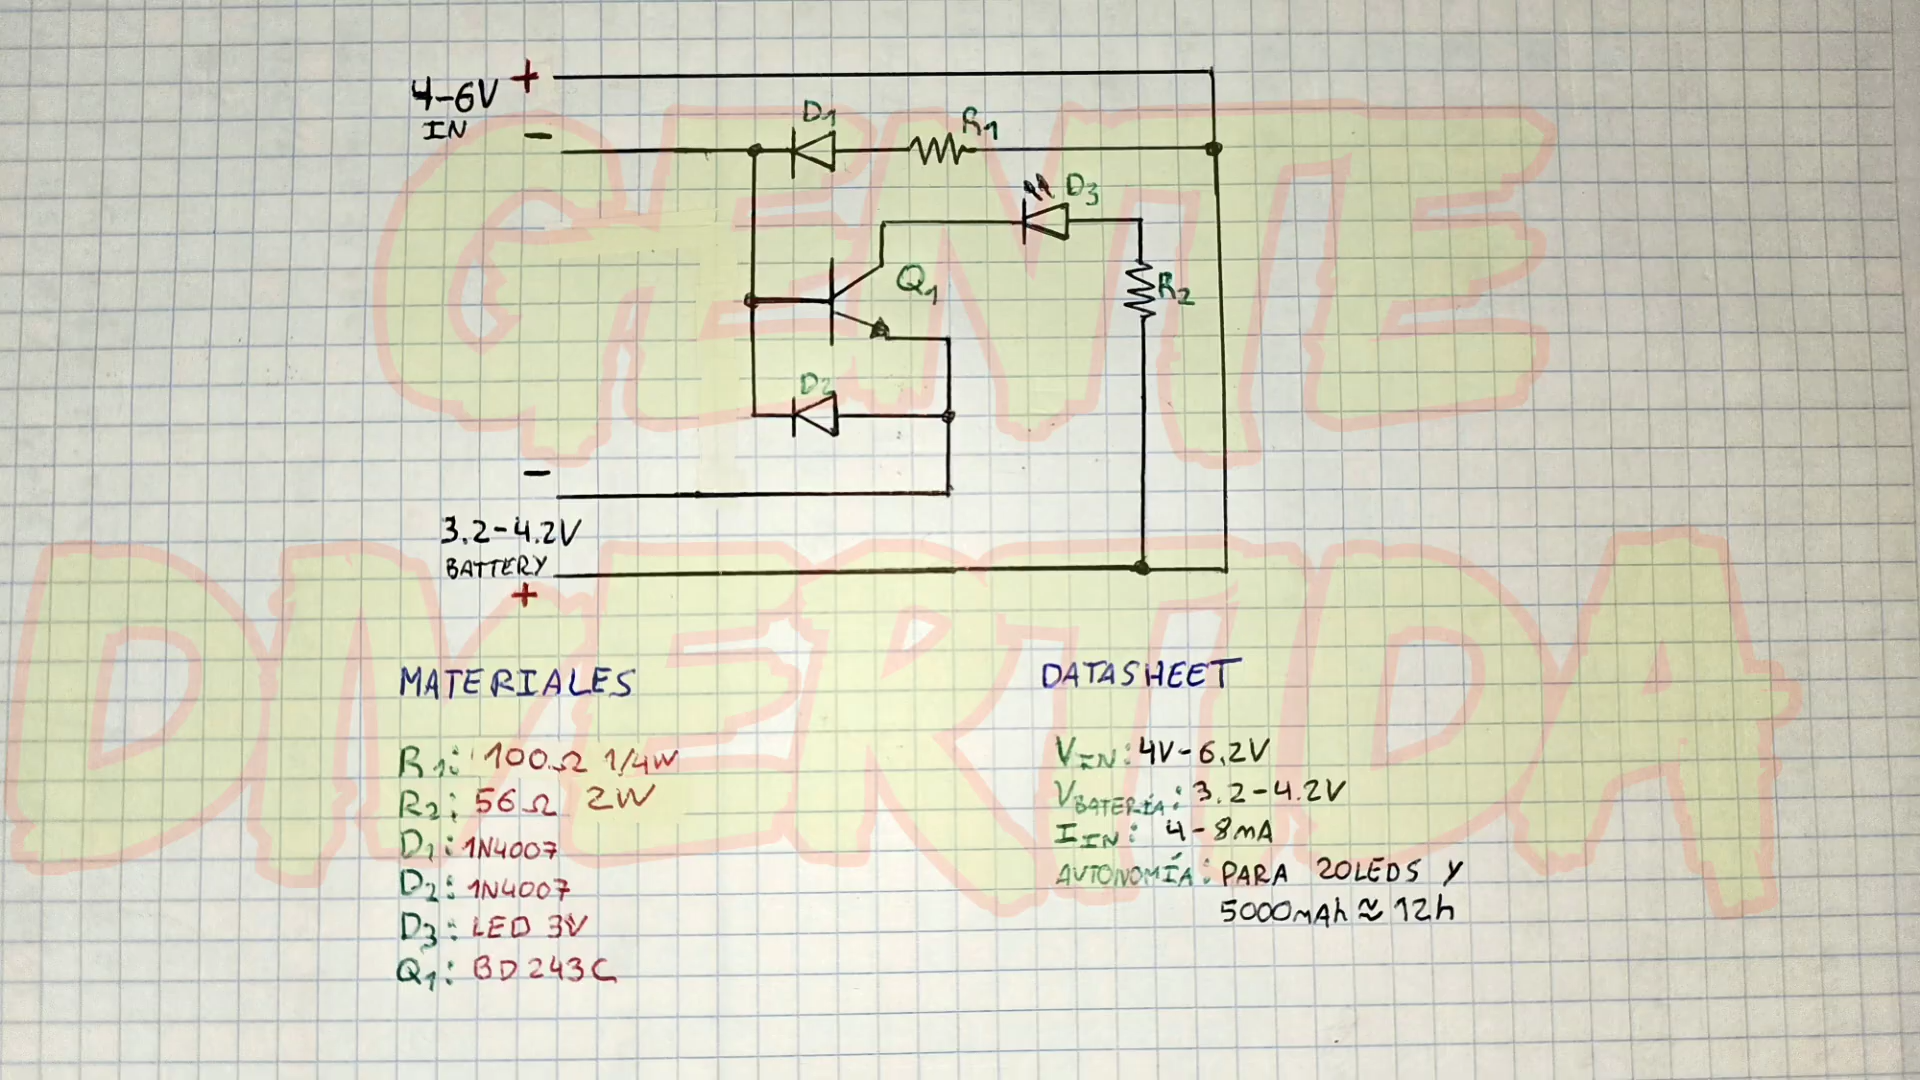 +
4-6V
IN
-
D1
R1
D3
Q1
R2
D2
-
3.2-4.2V
BATTERY
+
GENTE
DIVERTIDA
MATERIALES
R1: 100Ω 1/4W
R2: 56Ω 2W
D1: 1N4007
D2: 1N4007
D3: LED 3V
Q1: BD243C
DATASHEET
VIN: 4V-6.2V
VBATERÍA: 3.2-4.2V
IIN: 4-8mA
AUTONOMÍA: PARA 20LEDS Y
5000mAh ≈ 12h